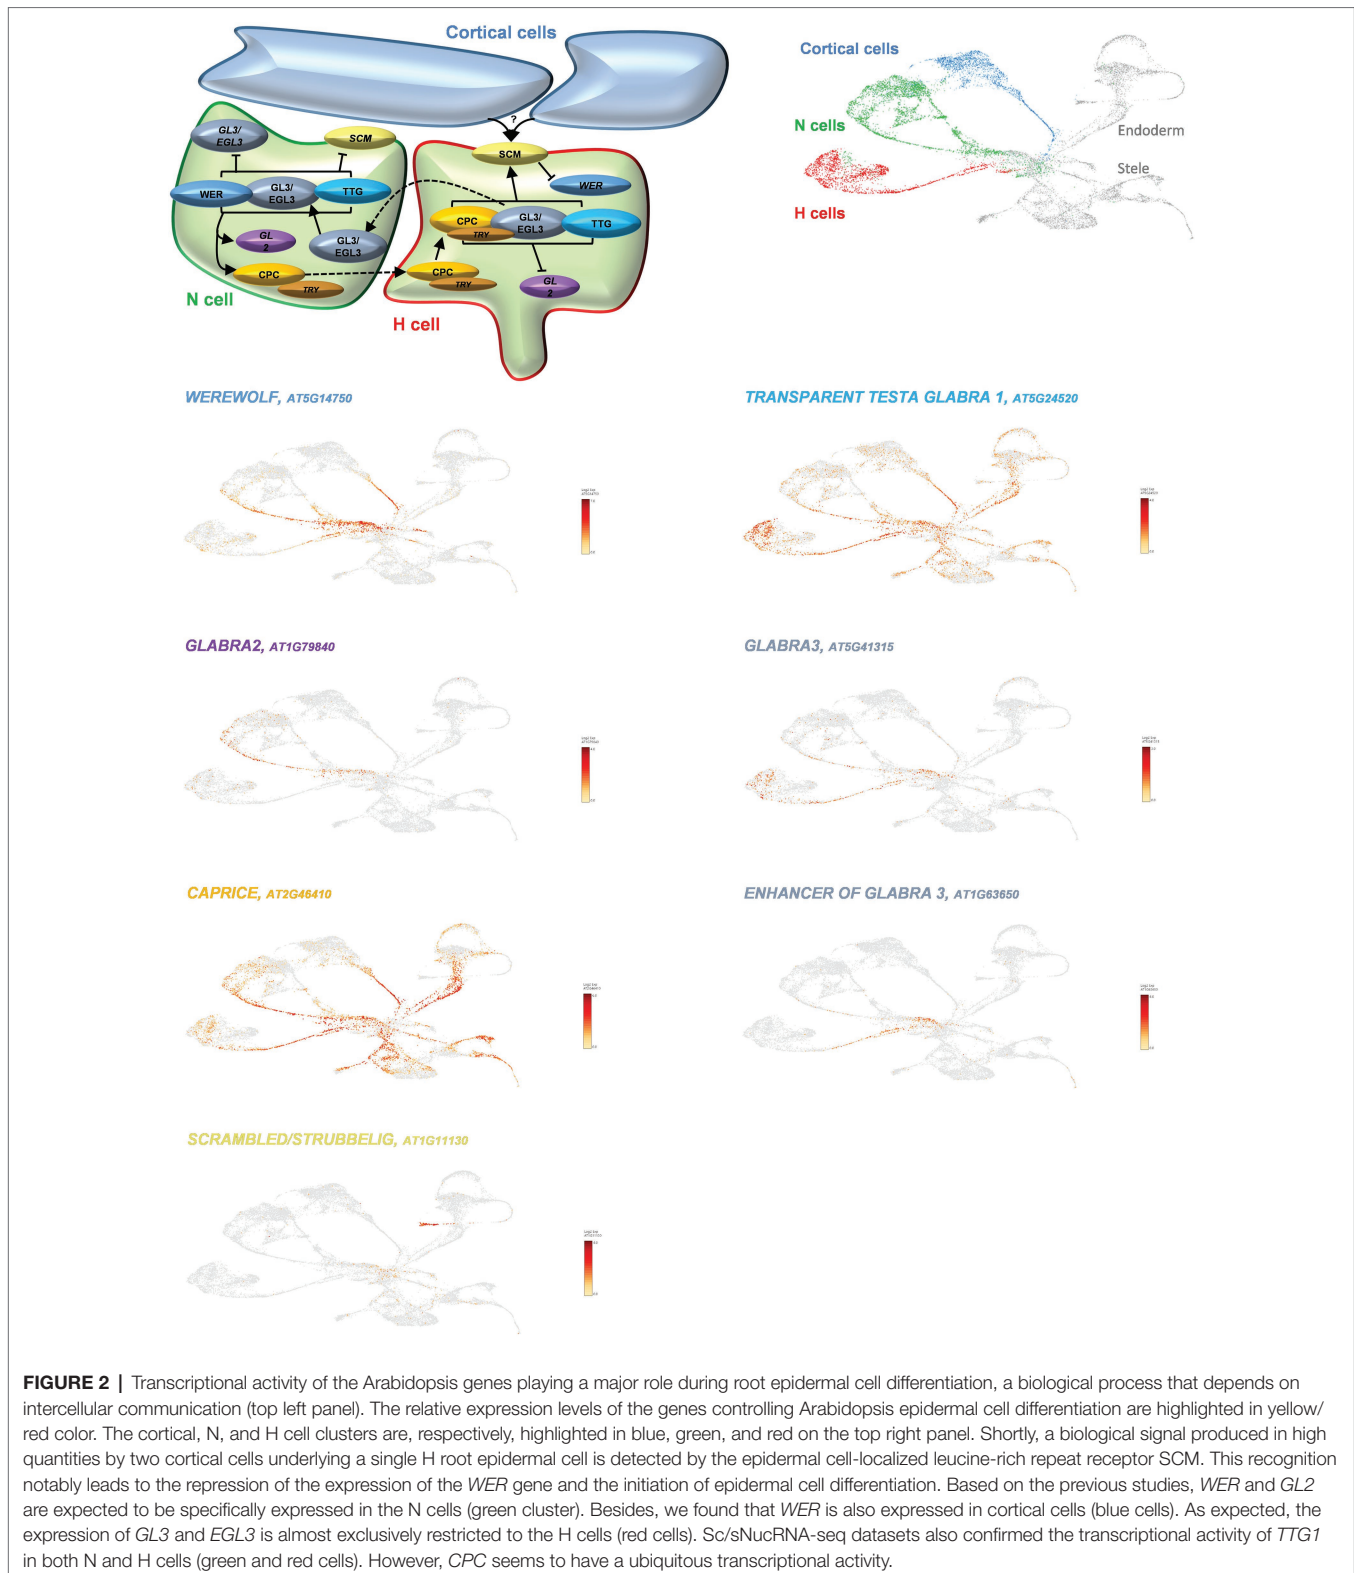 Cortical cells
?
GL3/
EGL3
SCM
WER
GL3/
EGL3
TTG
GL
2
GL3/
EGL3
CPC
TRY
N cell
SCM
WER
CPC
TRY
GL3/
EGL3
TTG
CPC
TRY
GL
2
H cell
Cortical cells
N cells
H cells
Endoderm
Stele
WEREWOLF, AT5G14750
TRANSPARENT TESTA GLABRA 1, AT5G24520
GLABRA2, AT1G79840
GLABRA3, AT5G41315
CAPRICE, AT2G46410
ENHANCER OF GLABRA 3, AT1G63650
SCRAMBLED/STRUBBELIG, AT1G11130
FIGURE 2 | Transcriptional activity of the Arabidopsis genes playing a major role during root epidermal cell differentiation, a biological process that depends on
intercellular communication (top left panel). The relative expression levels of the genes controlling Arabidopsis epidermal cell differentiation are highlighted in yellow/
red color. The cortical, N, and H cell clusters are, respectively, highlighted in blue, green, and red on the top right panel. Shortly, a biological signal produced in high
quantities by two cortical cells underlying a single H root epidermal cell is detected by the epidermal cell-localized leucine-rich repeat receptor SCM. This recognition
notably leads to the repression of the expression of the WER gene and the initiation of epidermal cell differentiation. Based on the previous studies, WER and GL2
are expected to be specifically expressed in the N cells (green cluster). Besides, we found that WER is also expressed in cortical cells (blue cells). As expected, the
expression of GL3 and EGL3 is almost exclusively restricted to the H cells (red cells). Sc/sNucRNA-seq datasets also confirmed the transcriptional activity of TTG1
in both N and H cells (green and red cells). However, CPC seems to have a ubiquitous transcriptional activity.